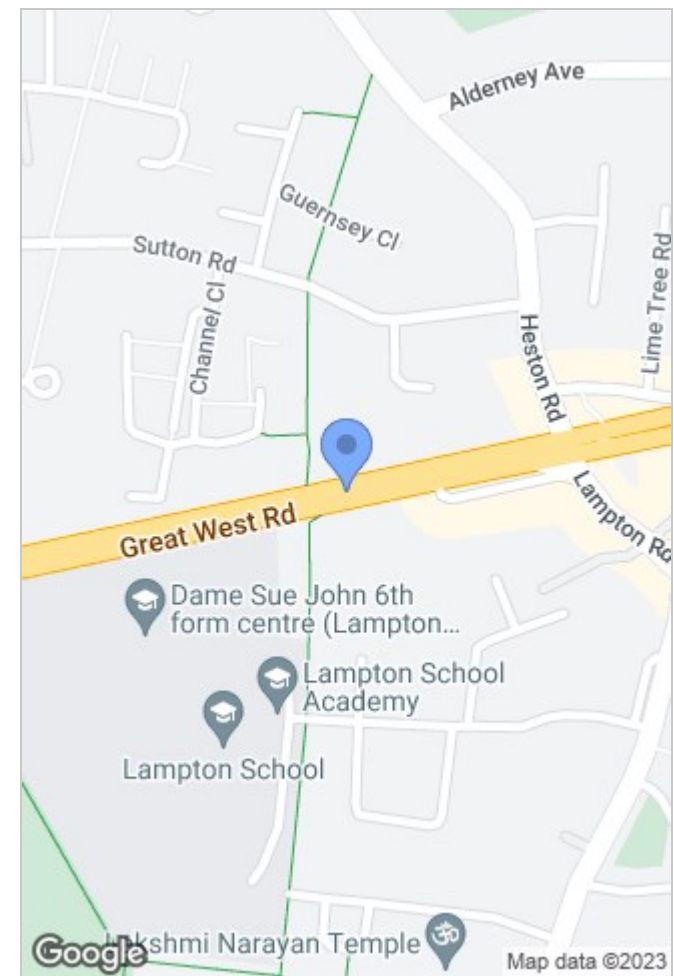 Alderney Ave
Guernsey Cl
Sutton Rd
Lime Tree Rd
Channel Cl
Heston Rd
Great West Rd
Lampton Rd
Dame Sue John 6th
form centre (Lampton...
Lampton School
Academy
Lampton School
Narayan Temple
Google
Map data ©2023